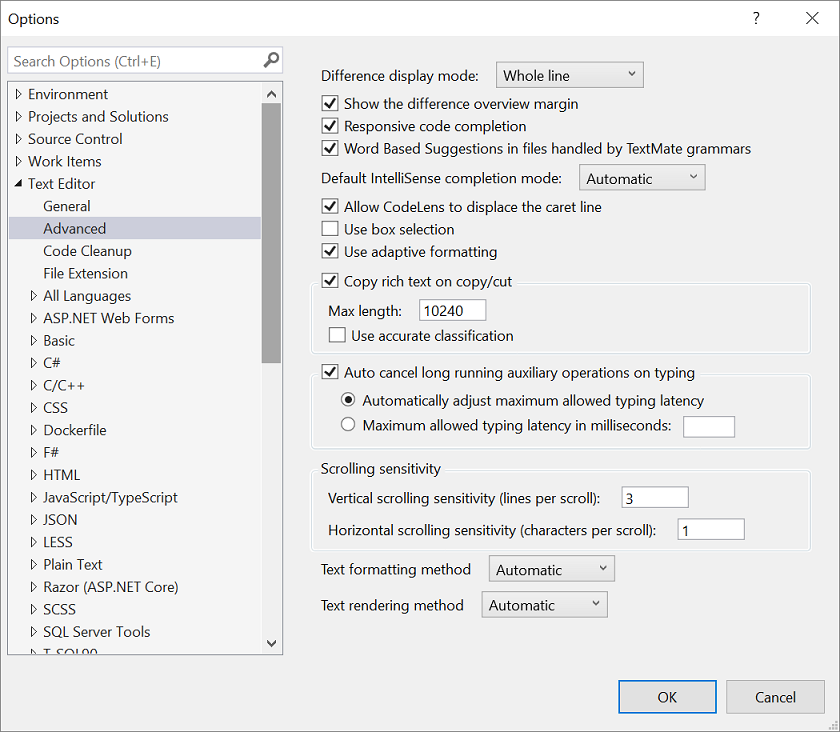 Options
?
Search Options (Ctrl+E)
Environment
Projects and Solutions
Source Control
Work Items
Text Editor
General
Advanced
Code Cleanup
File Extension
All Languages
ASP.NET Web Forms
Basic
C#
C/C++
CSS
Dockerfile
F#
HTML
JavaScript/TypeScript
JSON
LESS
Plain Text
Razor (ASP.NET Core)
SCSS
SQL Server Tools
T-SQL90
Difference display mode: Whole line
Show the difference overview margin
Responsive code completion
Word Based Suggestions in files handled by TextMate grammars
Default IntelliSense completion mode: Automatic
Allow CodeLens to displace the caret line
Use box selection
Use adaptive formatting
Copy rich text on copy/cut
Max length: 10240
Use accurate classification
Auto cancel long running auxiliary operations on typing
Automatically adjust maximum allowed typing latency
Maximum allowed typing latency in milliseconds:
Scrolling sensitivity
Vertical scrolling sensitivity (lines per scroll): 3
Horizontal scrolling sensitivity (characters per scroll): 1
Text formatting method Automatic
Text rendering method Automatic
OK Cancel